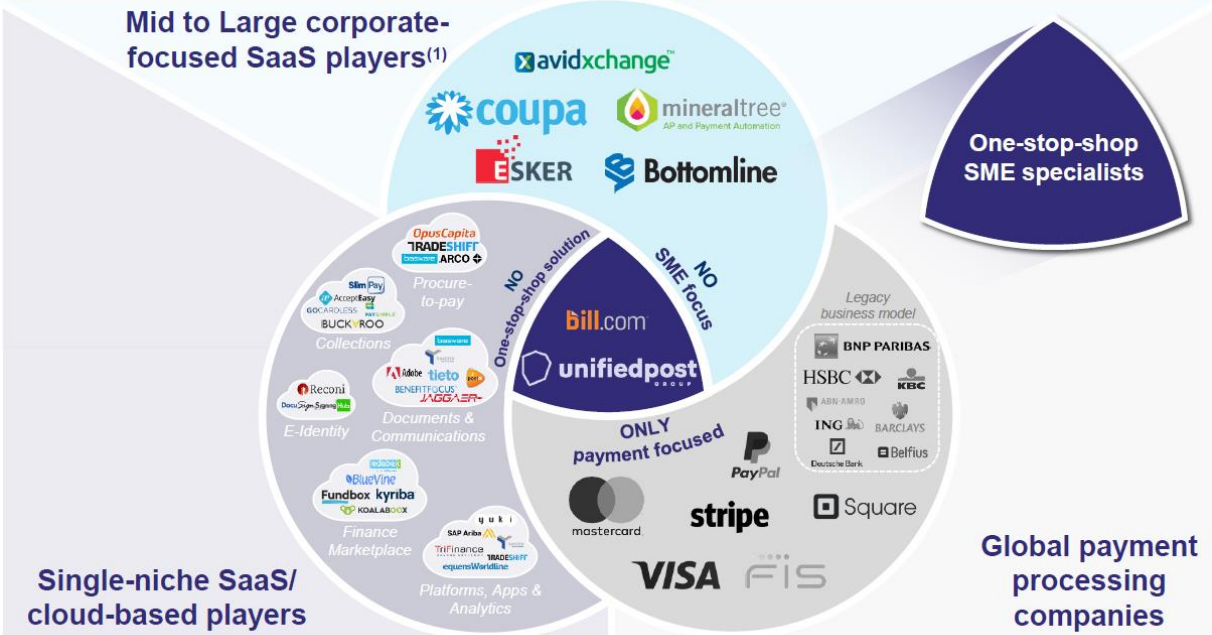 Mid to Large corporate-
focused SaaS players(1)
avidxchange™
coupa
mineraltree®
AP and Payment Automation
ESKER
Bottomline
One-stop-shop
SME specialists
NO
One-stop-shop solution
NO
SME focus
bill.com
unifiedpost
GROUP
ONLY
payment focused
OpusCapita
TRADESHIFT
basware ARCO
Procure-
to-pay
Slim Pay
AcceptEasy
GOCARDLESS
BUCKAROO
Collections
basware
Adobe tieto
BENEFITFOCUS
JAGGAER
Documents &
Communications
Reconi
Hub
E-Identity
BlueVine
Fundbox kyriba
KOALABOOX
Finance
Marketplace
yuki
SAP Ariba
TriFinance
TRADESHIFT
equensWorldline
Platforms, Apps &
Analytics
Legacy
business model
BNP PARIBAS
HSBC
KBC
ABN·AMRO
ING
BARCLAYS
Deutsche Bank
Belfius
PayPal
mastercard
stripe
Square
VISA
FIS
Single-niche SaaS/
cloud-based players
Global payment
processing
companies